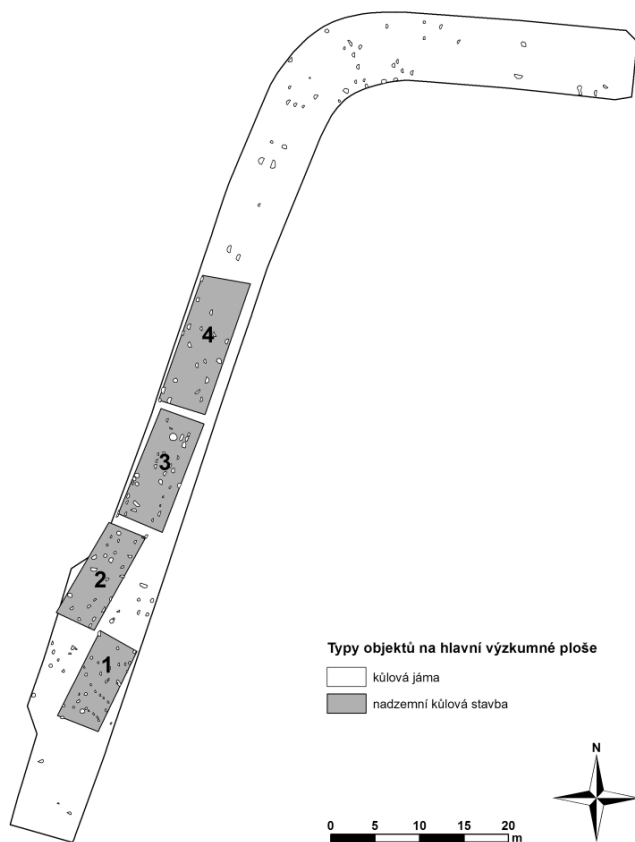 4
3
2
1
Typy objektů na hlavní výzkumné ploše
kůlová jáma
nadzemní kůlová stavba
N
0 5 10 15 20
m